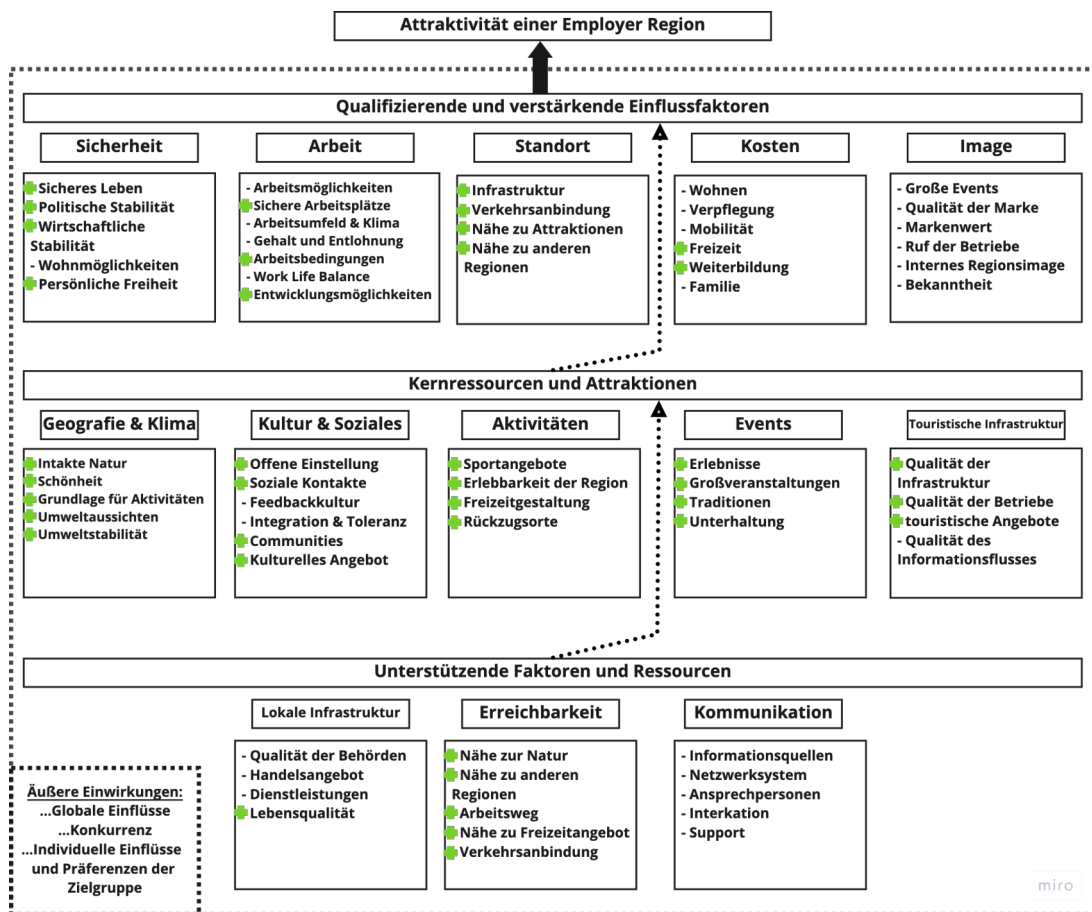 Attraktivität einer Employer Region
Qualifizierende und verstärkende Einflussfaktoren
Sicherheit
Sicheres Leben
Politische Stabilität
Wirtschaftliche
Stabilität
- Wohnmöglichkeiten
Persönliche Freiheit
Arbeit
- Arbeitsmöglichkeiten
Sichere Arbeitsplätze
- Arbeitsumfeld & Klima
- Gehalt und Entlohnung
Arbeitsbedingungen
- Work Life Balance
Entwicklungsmöglichkeiten
Standort
Infrastruktur
Verkehrsanbindung
Nähe zu Attraktionen
Nähe zu anderen
Regionen
Kosten
- Wohnen
- Verpflegung
- Mobilität
Freizeit
Weiterbildung
- Familie
Image
- Große Events
- Qualität der Marke
- Markenwert
- Ruf der Betriebe
- Internes Regionsimage
- Bekanntheit
Kernressourcen und Attraktionen
Geografie & Klima
Intakte Natur
Schönheit
Grundlage für Aktivitäten
Umweltaussichten
Umweltstabilität
Kultur & Soziales
Offene Einstellung
Soziale Kontakte
- Feedbackkultur
- Integration & Toleranz
Communities
Kulturelles Angebot
Aktivitäten
Sportangebote
Erlebbarkeit der Region
Freizeitgestaltung
Rückzugsorte
Events
Erlebnisse
Großveranstaltungen
Traditionen
Unterhaltung
Touristische Infrastruktur
Qualität der
Infrastruktur
Qualität der Betriebe
touristische Angebote
- Qualität des
Informationsflusses
Unterstützende Faktoren und Ressourcen
Lokale Infrastruktur
- Qualität der Behörden
- Handelsangebot
- Dienstleistungen
Lebensqualität
Erreichbarkeit
Nähe zur Natur
Nähe zu anderen
Regionen
Arbeitsweg
Nähe zu Freizeitangebot
Verkehrsanbindung
Kommunikation
- Informationsquellen
- Netzwerksystem
- Ansprechpersonen
- Interkation
- Support
Äußere Einwirkungen:
...Globale Einflüsse
...Konkurrenz
...Individuelle Einflüsse
und Präferenzen der
Zielgruppe
miro